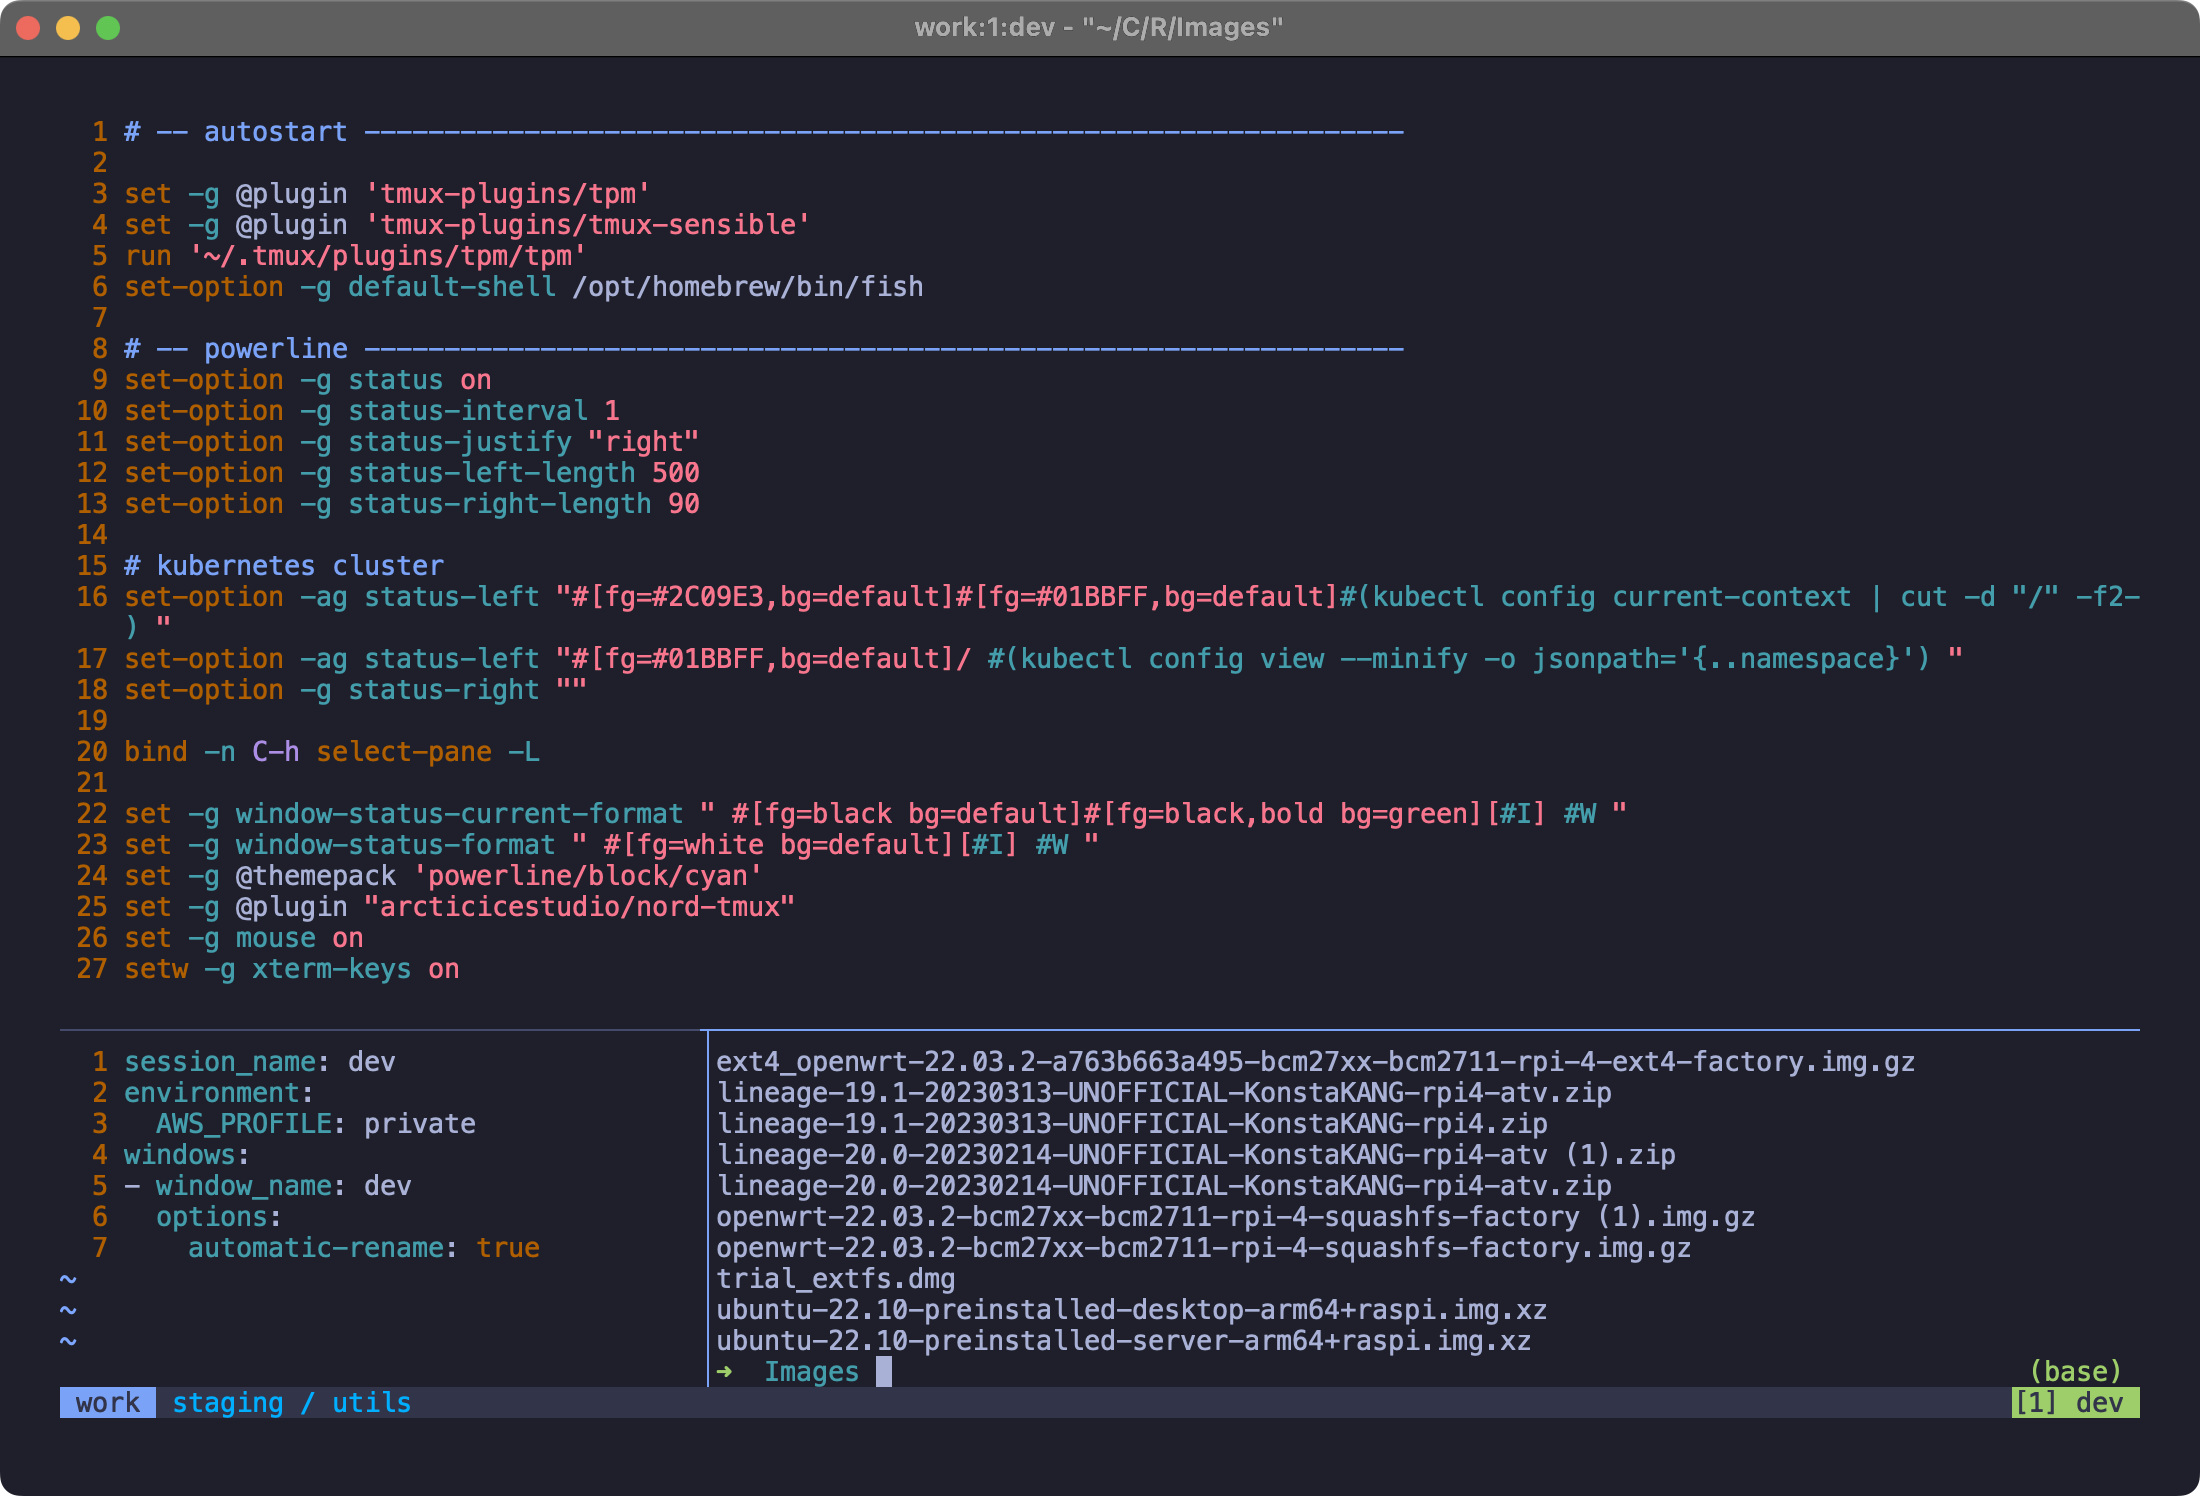 work:1:dev - "~/C/R/Images"
1 # -- autostart -----------------------------------------------------------------
2
3 set -g @plugin 'tmux-plugins/tpm'
4 set -g @plugin 'tmux-plugins/tmux-sensible'
5 run '~/.tmux/plugins/tpm/tpm'
6 set-option -g default-shell /opt/homebrew/bin/fish
7
8 # -- powerline -----------------------------------------------------------------
9 set-option -g status on
10 set-option -g status-interval 1
11 set-option -g status-justify "right"
12 set-option -g status-left-length 500
13 set-option -g status-right-length 90
14
15 # kubernetes cluster
16 set-option -ag status-left "#[fg=#2C09E3,bg=default]#[fg=#01BBFF,bg=default]#(kubectl config current-context | cut -d "/" -f2-
) "
17 set-option -ag status-left "#[fg=#01BBFF,bg=default]/ #(kubectl config view --minify -o jsonpath='{..namespace}') "
18 set-option -g status-right ""
19
20 bind -n C-h select-pane -L
21
22 set -g window-status-current-format " #[fg=black bg=default]#[fg=black,bold bg=green][#I] #W "
23 set -g window-status-format " #[fg=white bg=default][#I] #W "
24 set -g @themepack 'powerline/block/cyan'
25 set -g @plugin "arcticicestudio/nord-tmux"
26 set -g mouse on
27 setw -g xterm-keys on
1 session_name: dev
2 environment:
3   AWS_PROFILE: private
4 windows:
5 - window_name: dev
6   options:
7     automatic-rename: true
~
~
~
ext4_openwrt-22.03.2-a763b663a495-bcm27xx-bcm2711-rpi-4-ext4-factory.img.gz
lineage-19.1-20230313-UNOFFICIAL-KonstaKANG-rpi4-atv.zip
lineage-19.1-20230313-UNOFFICIAL-KonstaKANG-rpi4.zip
lineage-20.0-20230214-UNOFFICIAL-KonstaKANG-rpi4-atv (1).zip
lineage-20.0-20230214-UNOFFICIAL-KonstaKANG-rpi4-atv.zip
openwrt-22.03.2-bcm27xx-bcm2711-rpi-4-squashfs-factory (1).img.gz
openwrt-22.03.2-bcm27xx-bcm2711-rpi-4-squashfs-factory.img.gz
trial_extfs.dmg
ubuntu-22.10-preinstalled-desktop-arm64+raspi.img.xz
ubuntu-22.10-preinstalled-server-arm64+raspi.img.xz
➜  Images (base)
work staging / utils [1] dev